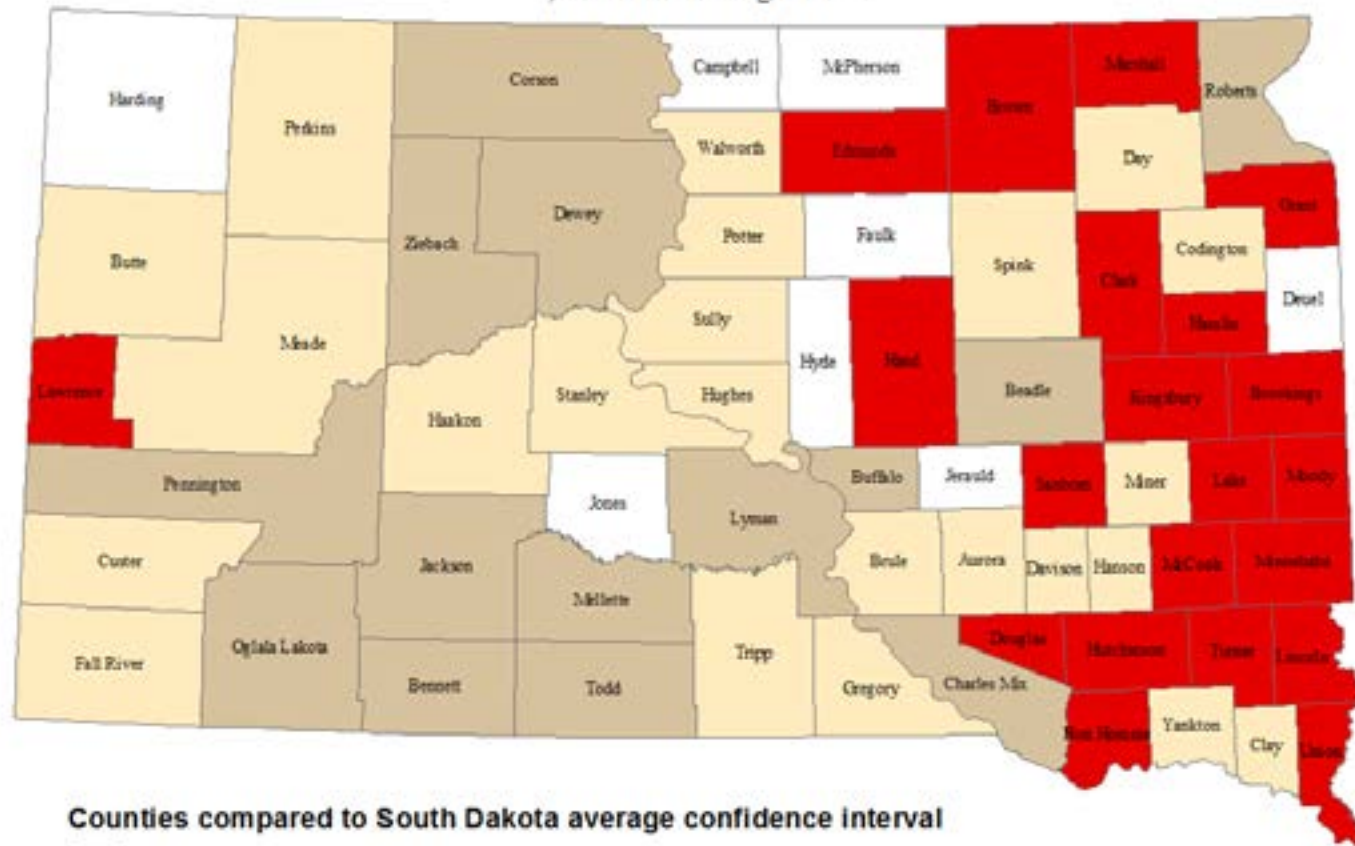 Harding
Perkins
Corson
Campbell
McPherson
Brown
Marshall
Roberts
Walworth
Edmunds
Day
Grant
Butte
Ziebach
Dewey
Potter
Faulk
Spink
Clark
Codington
Deuel
Hamlin
Lawrence
Meade
Haakon
Stanley
Sully
Hughes
Hyde
Hand
Beadle
Kingsbury
Brookings
Pennington
Jones
Lyman
Buffalo
Jerauld
Sanborn
Miner
Lake
Moody
Custer
Jackson
Mellette
Brule
Aurora
Davison
Hanson
McCook
Minnehaha
Fall River
Oglala Lakota
Bennett
Todd
Tripp
Gregory
Charles Mix
Douglas
Hutchinson
Turner
Lincoln
Bon Homme
Yankton
Clay
Union
Counties compared to South Dakota average confidence interval